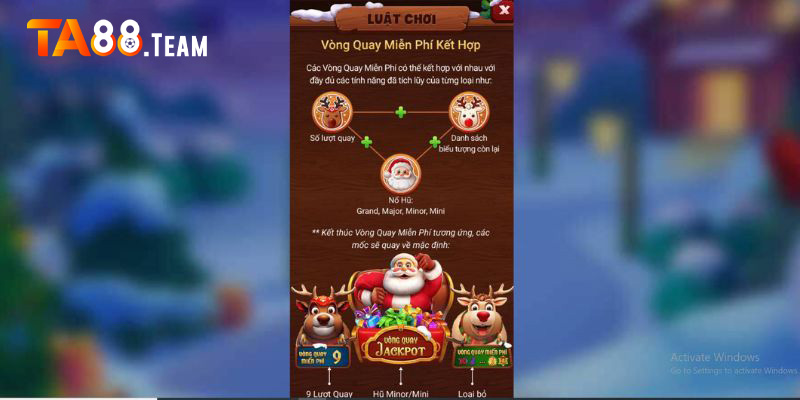 TA88.TEAM
LUẬT CHƠI
X
Vòng Quay Miễn Phí Kết Hợp
Các Vòng Quay Miễn Phí có thể kết hợp với nhau với
đầy đủ các tính năng đã tích lũy của từng loại như:
Số lượt quay
Danh sách
biểu tượng còn lại
Nổ Hũ:
Grand, Major, Minor, Mini
** Kết thúc Vòng Quay Miễn Phí tương ứng, các
mốc sẽ quay về mặc định:
VÒNG QUAY
MIỄN PHÍ 9
VÒNG QUAY
JACKPOT
VÒNG QUAY MIỄN PHÍ
9 Lượt Quay
Hũ Minor/Mini
Loại bỏ
Activate Windows
Go to Settings to activate Windows.